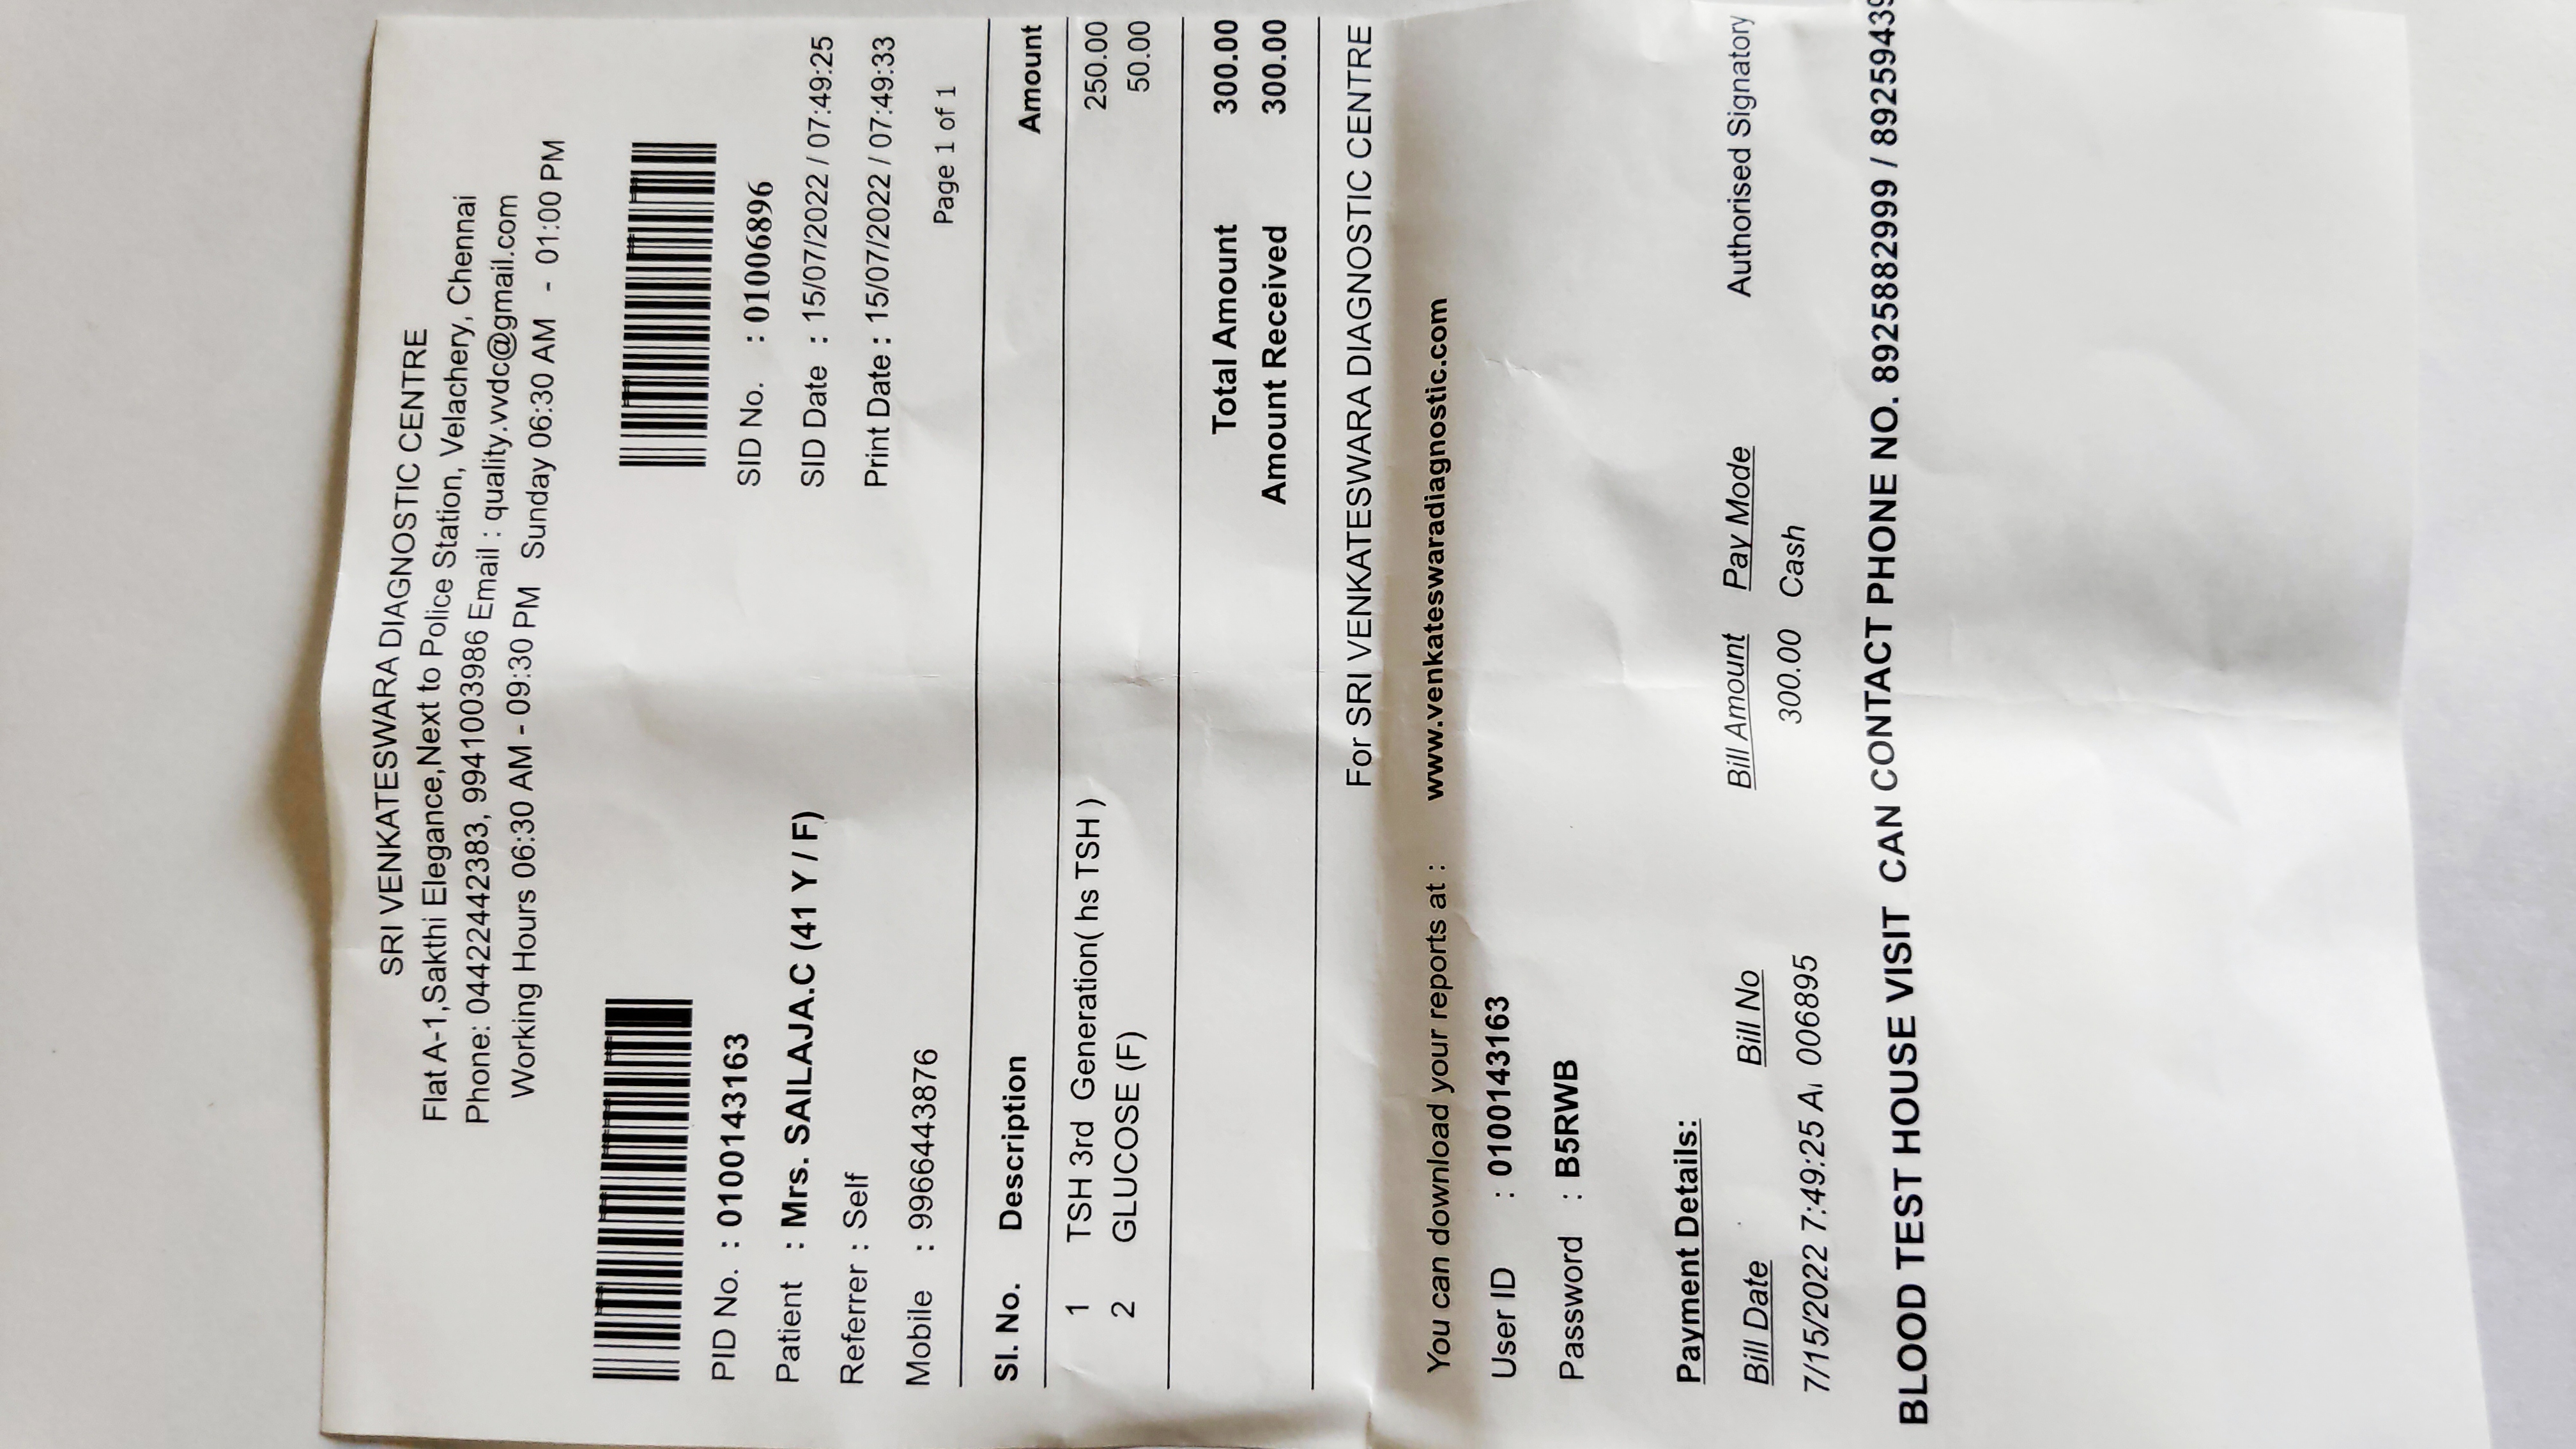 SRI VENKATESWARA DIAGNOSTIC CENTRE
Flat A-1,Sakthi Elegance,Next to Police Station, Velachery, Chennai
Phone: 04422442383, 9941003986 Email : quality.vvdc@gmail.com
Working Hours 06:30 AM - 09:30 PM Sunday 06:30 AM - 01:00 PM
PID No. : 0100143163
SID No. : 01006896
Patient : Mrs. SAILAJA.C (41 Y / F)
SID Date : 15/07/2022 / 07:49:25
Referrer : Self
Print Date : 15/07/2022 / 07:49:33
Mobile : 9966443876
Page 1 of 1
Sl. No. Description Amount
1 TSH 3rd Generation( hs TSH ) 250.00
2 GLUCOSE (F) 50.00
Total Amount 300.00
Amount Received 300.00
For SRI VENKATESWARA DIAGNOSTIC CENTRE
You can download your reports at : www.venkateswaradiagnostic.com
User ID : 0100143163
Password : B5RWB
Payment Details:
Bill Date Bill No Bill Amount Pay Mode Authorised Signatory
7/15/2022 7:49:25 A 006895 300.00 Cash
BLOOD TEST HOUSE VISIT CAN CONTACT PHONE NO. 8925882999 / 8925943